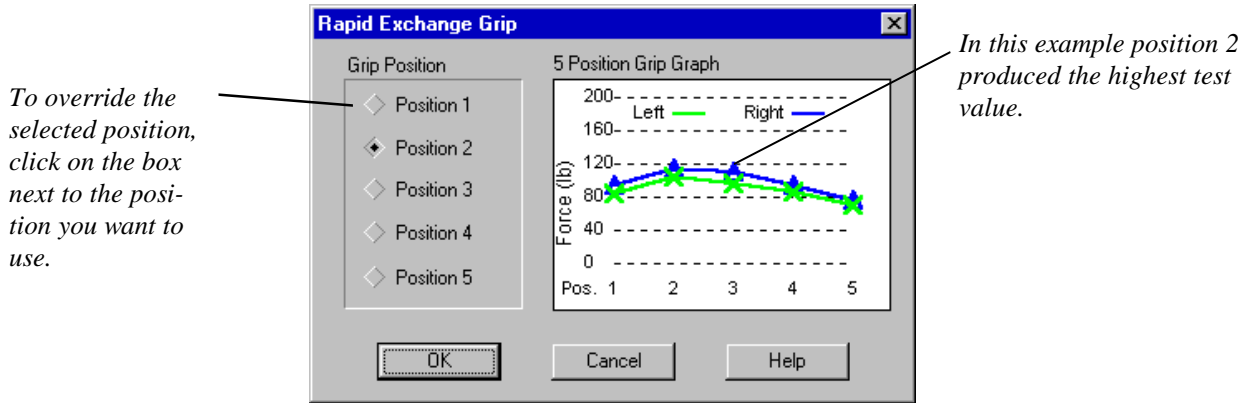 Rapid Exchange Grip
To override the
selected position,
click on the box
next to the posi-
tion you want to
use.
Grip Position
Position 1
Position 2
Position 3
Position 4
Position 5
5 Position Grip Graph
Left
Right
200
160
120
80
40
0
Force (lb)
Pos. 1 2 3 4 5
In this example position 2
produced the highest test
value.
OK
Cancel
Help